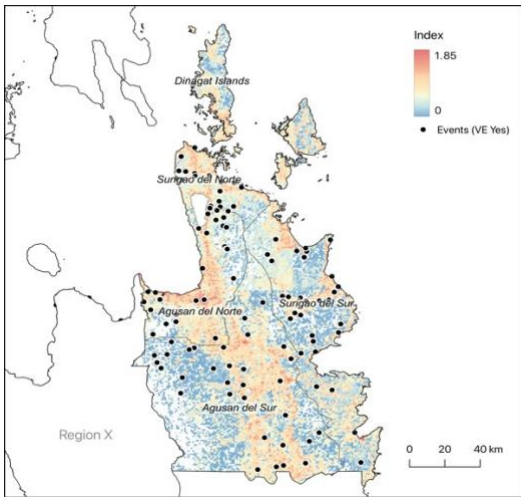 Index
1.85
0
Events (VE Yes)
Dinagat Islands
Surigao del Norte
Surigao del Sur
Agusan del Norte
Agusan del Sur
Region X
0 20 40 km